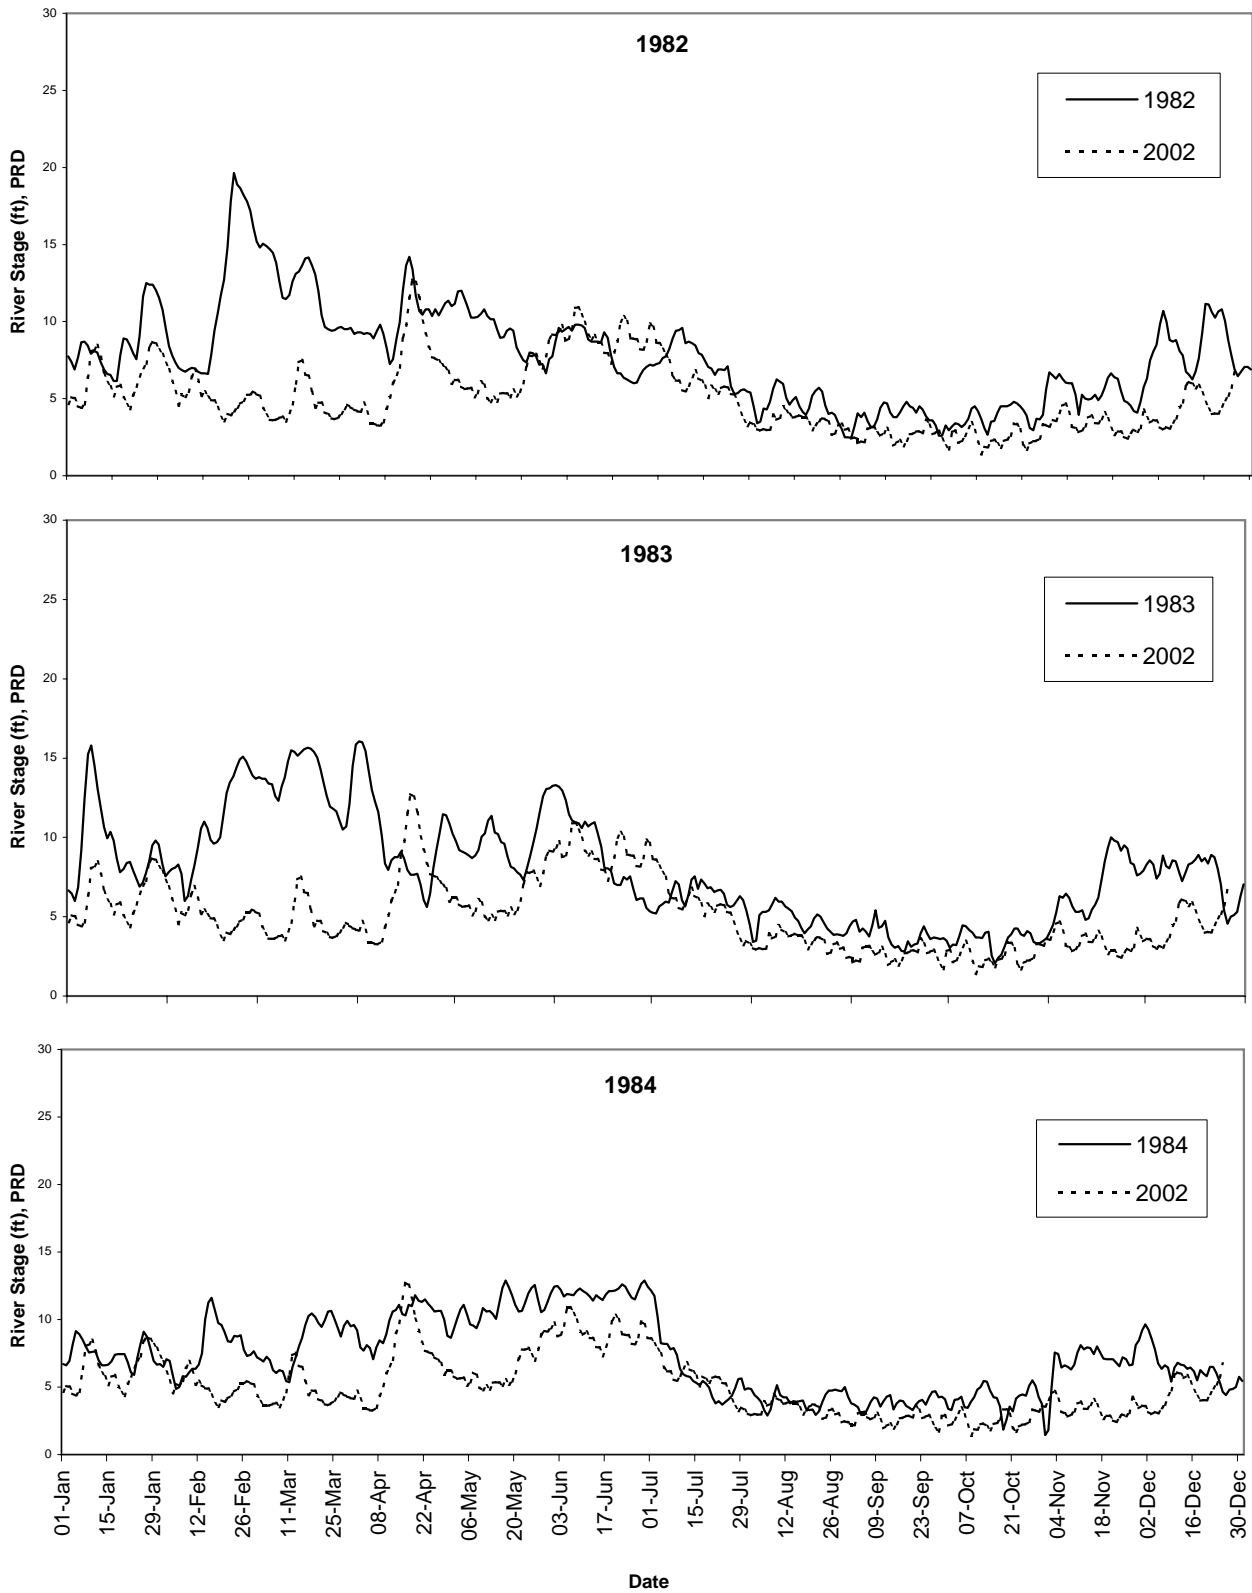 1982
30
25
20
15
10
5
0
River Stage (ft), PRD
1982
2002
1983
30
25
20
15
10
5
0
River Stage (ft), PRD
1983
2002
1984
30
25
20
15
10
5
0
River Stage (ft), PRD
1984
2002
01-Jan
15-Jan
29-Jan
12-Feb
26-Feb
11-Mar
25-Mar
08-Apr
22-Apr
06-May
20-May
03-Jun
17-Jun
01-Jul
15-Jul
29-Jul
12-Aug
26-Aug
09-Sep
23-Sep
07-Oct
21-Oct
04-Nov
18-Nov
02-Dec
16-Dec
30-Dec
Date